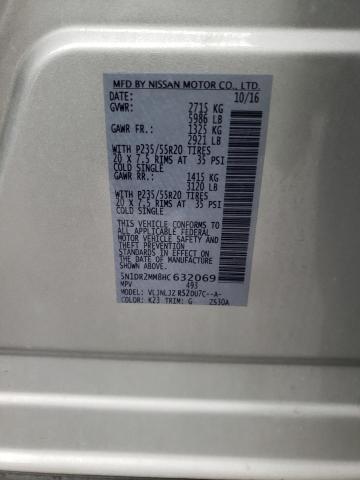 MFD BY NISSAN MOTOR CO., LTD.
DATE: 10/16
GVWR: 2715 KG
5986 LB
GAWR FR.: 1325 KG
2921 LB
WITH P235/55R20 TIRES
20 X 7.5 RIMS AT 35 PSI
COLD SINGLE
GAWR RR.: 1415 KG
3120 LB
WITH P235/55R20 TIRES
20 X 7.5 RIMS AT 35 PSI
COLD SINGLE
THIS VEHICLE CONFORMS TO ALL
APPLICABLE FEDERAL MOTOR
VEHICLE SAFETY STANDARDS
IN EFFECT ON THE DATE OF
MANUFACTURE SHOWN ABOVE.
5N1DR2MM8HC632069
MPV 493
MODEL: VLJNLJZ R52DU7C--A-
COLOR: K23 TRIM: G 2S30A